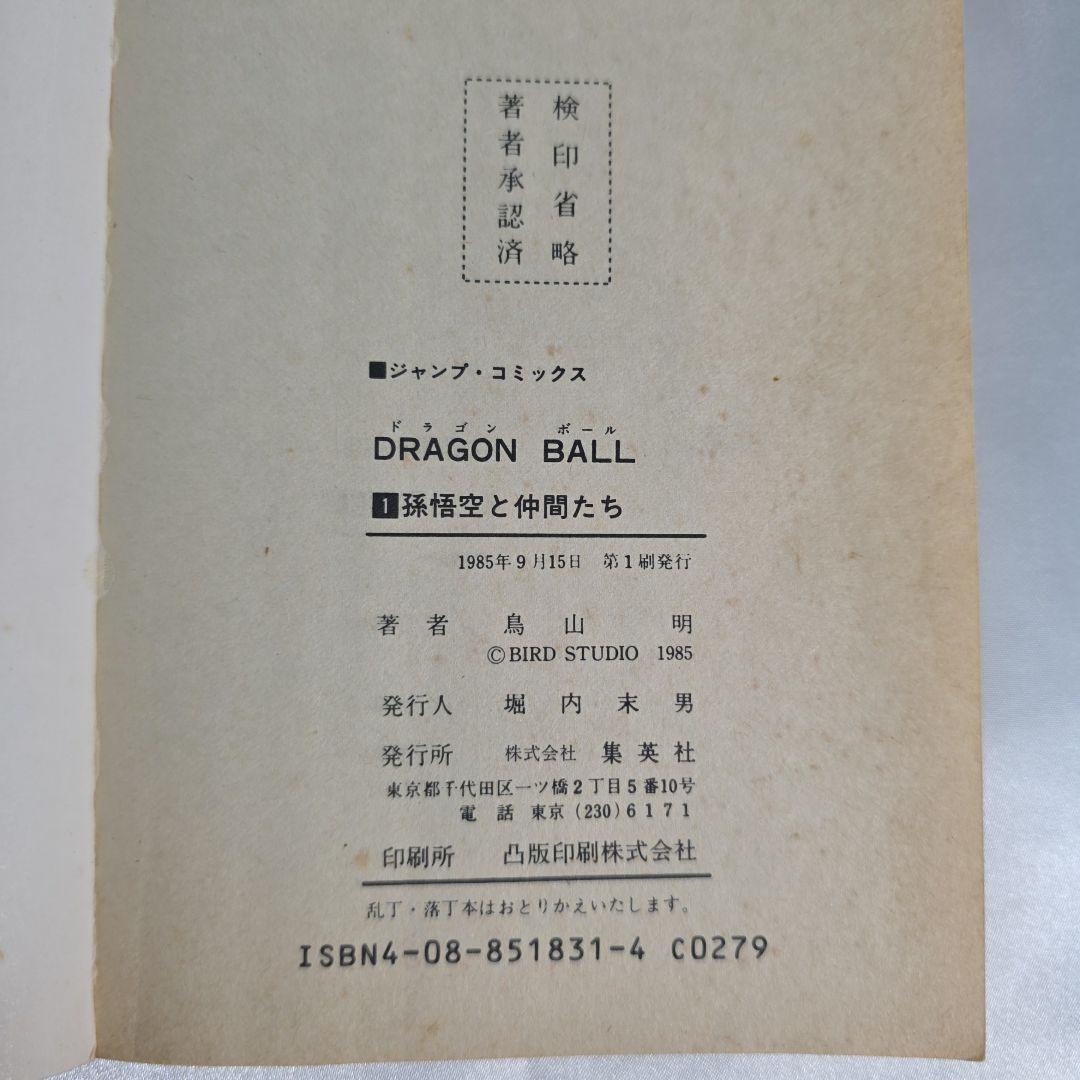 検印省略
著者承認済
■ジャンプ・コミックス
ドラゴン ボール
DRAGON BALL
1孫悟空と仲間たち
1985年9月15日 第1刷発行
著者 鳥山 明
©BIRD STUDIO 1985
発行人 堀内末男
発行所 株式会社 集英社
東京都千代田区一ツ橋2丁目5番10号
電話 東京(230)6171
印刷所 凸版印刷株式会社
乱丁・落丁本はおとりかえいたします。
ISBN4-08-851831-4 C0279